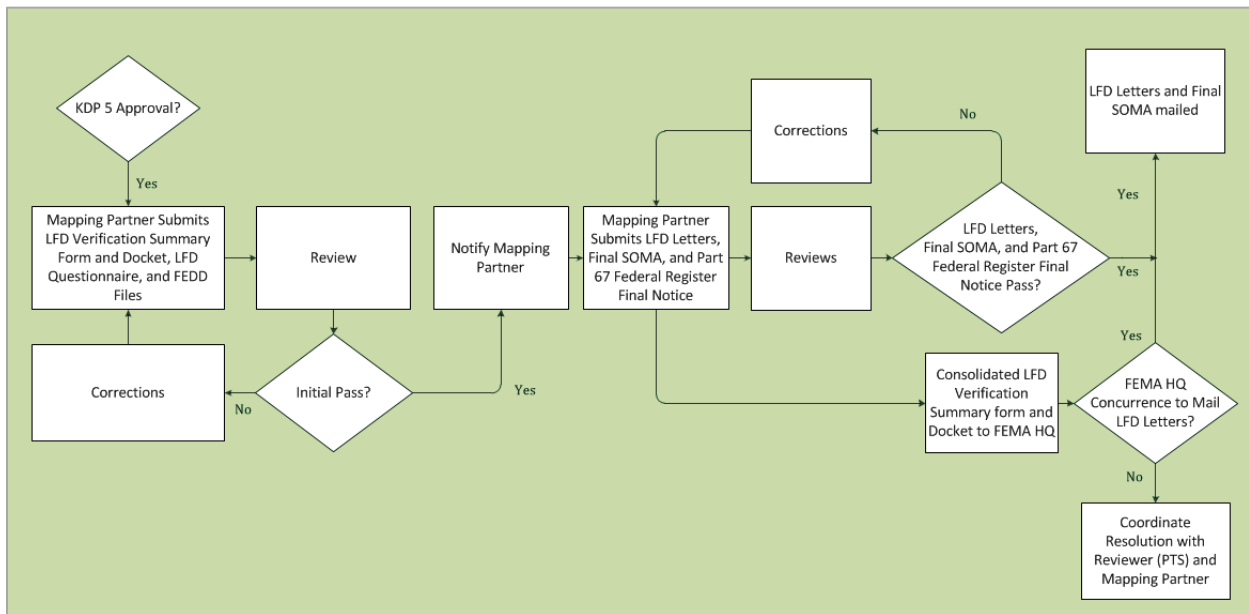 KDP 5 Approval?
Yes
Mapping Partner Submits
LFD Verification Summary
Form and Docket, LFD
Questionnaire, and FEDD
Files
Review
Initial Pass?
No
Corrections
Yes
Notify Mapping
Partner
Mapping Partner
Submits LFD Letters,
Final SOMA, and Part
67 Federal Register
Final Notice
Reviews
LFD Letters,
Final SOMA, and Part 67
Federal Register Final
Notice Pass?
No
Corrections
Yes
Yes
LFD Letters and Final
SOMA mailed
Consolidated LFD
Verification
Summary form and
Docket to FEMA HQ
FEMA HQ
Concurrence to Mail
LFD Letters?
Yes
No
Coordinate
Resolution with
Reviewer (PTS) and
Mapping Partner